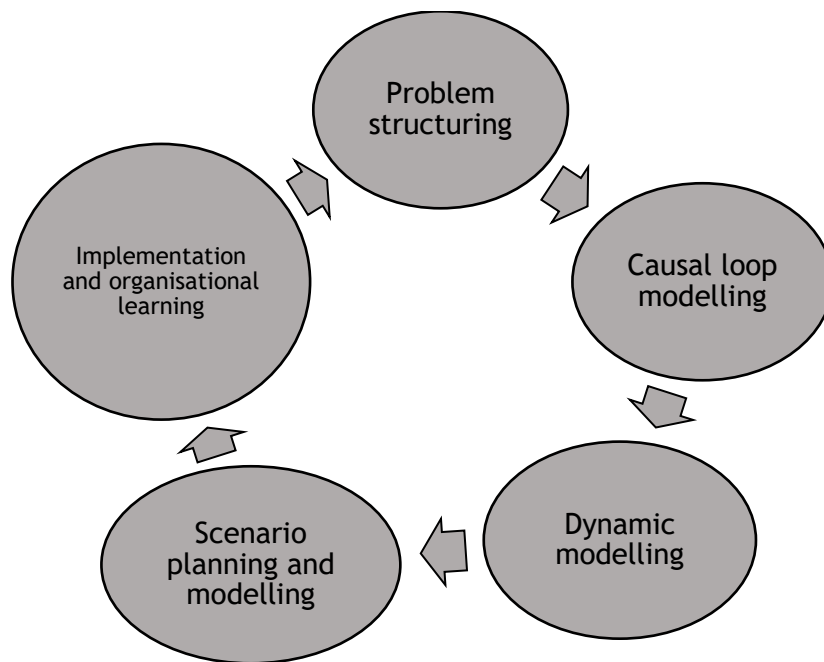 Problem
structuring
Causal loop
modelling
Dynamic
modelling
Scenario
planning and
modelling
Implementation
and organisational
learning